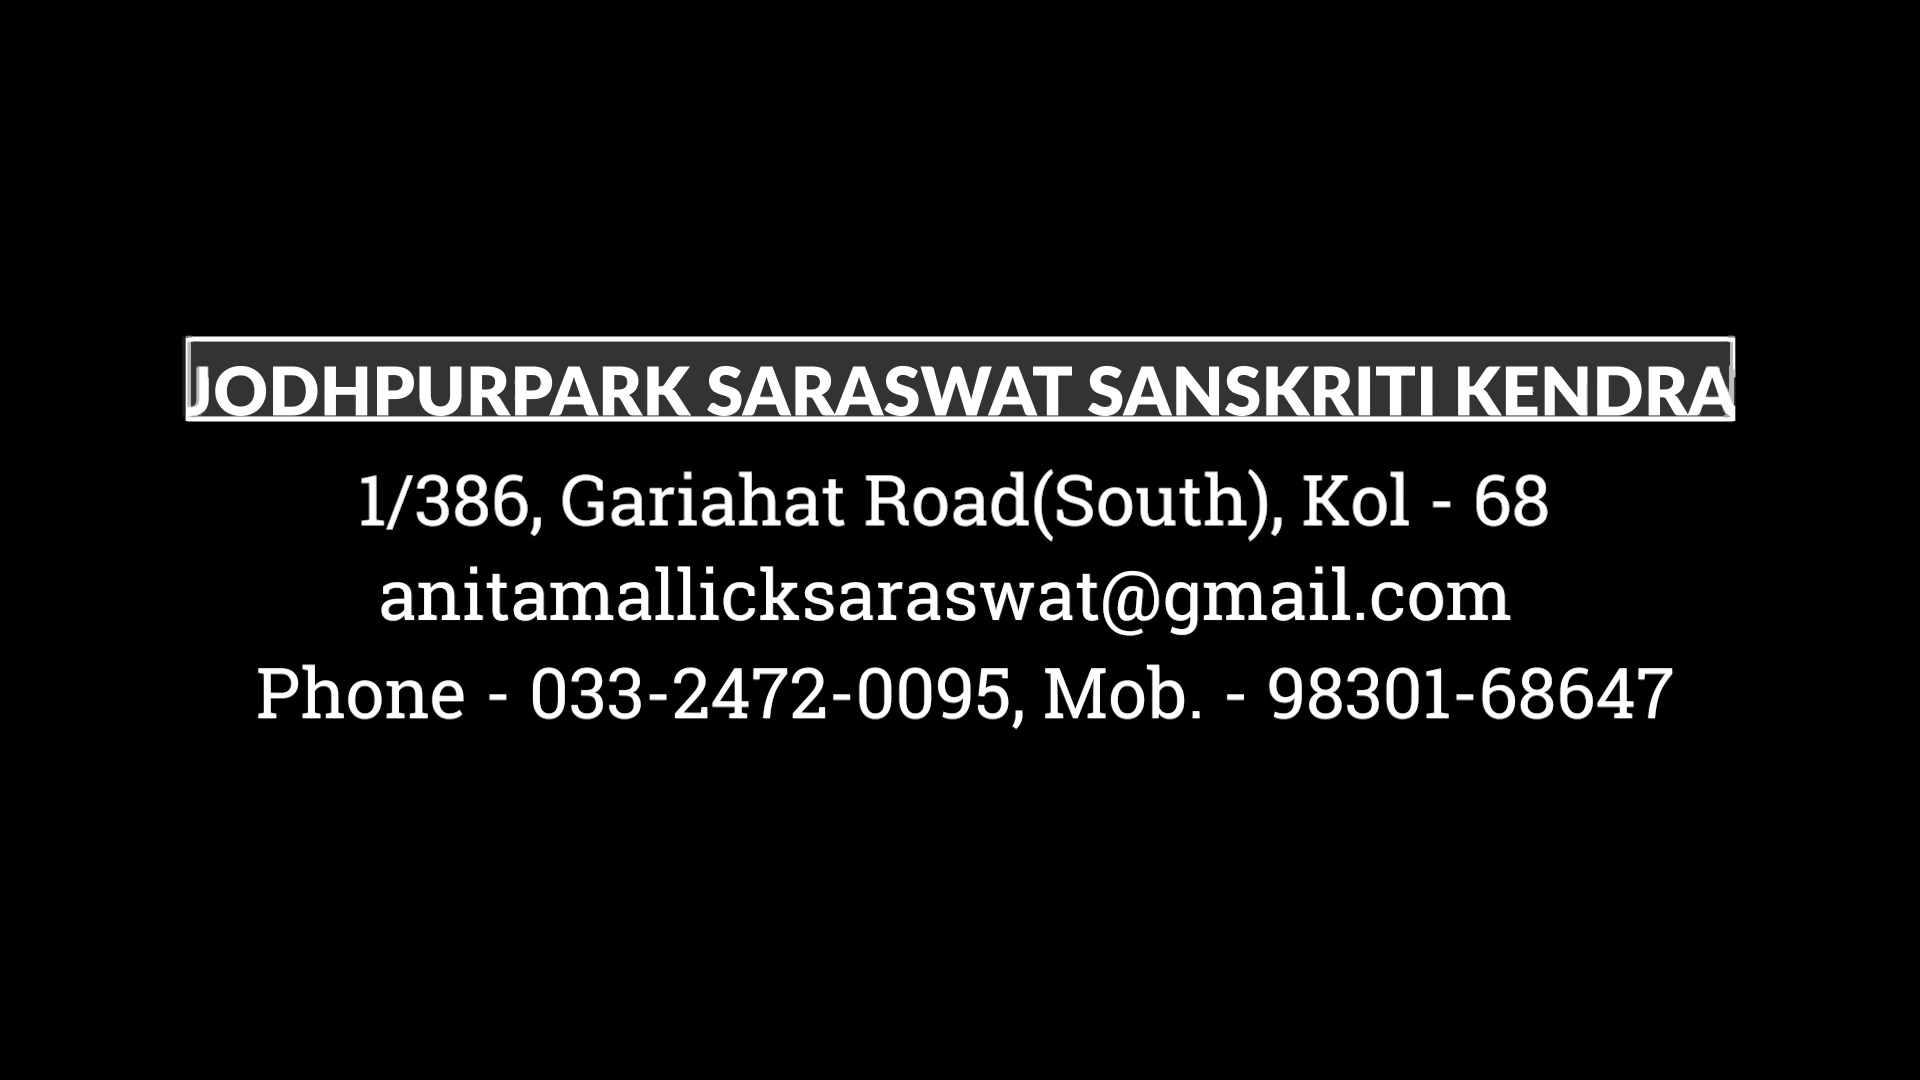 JODHPURPARK SARASWAT SANSKRITI KENDRA
1/386, Gariahat Road(South), Kol - 68
anitamallicksaraswat@gmail.com
Phone - 033-2472-0095, Mob. - 98301-68647